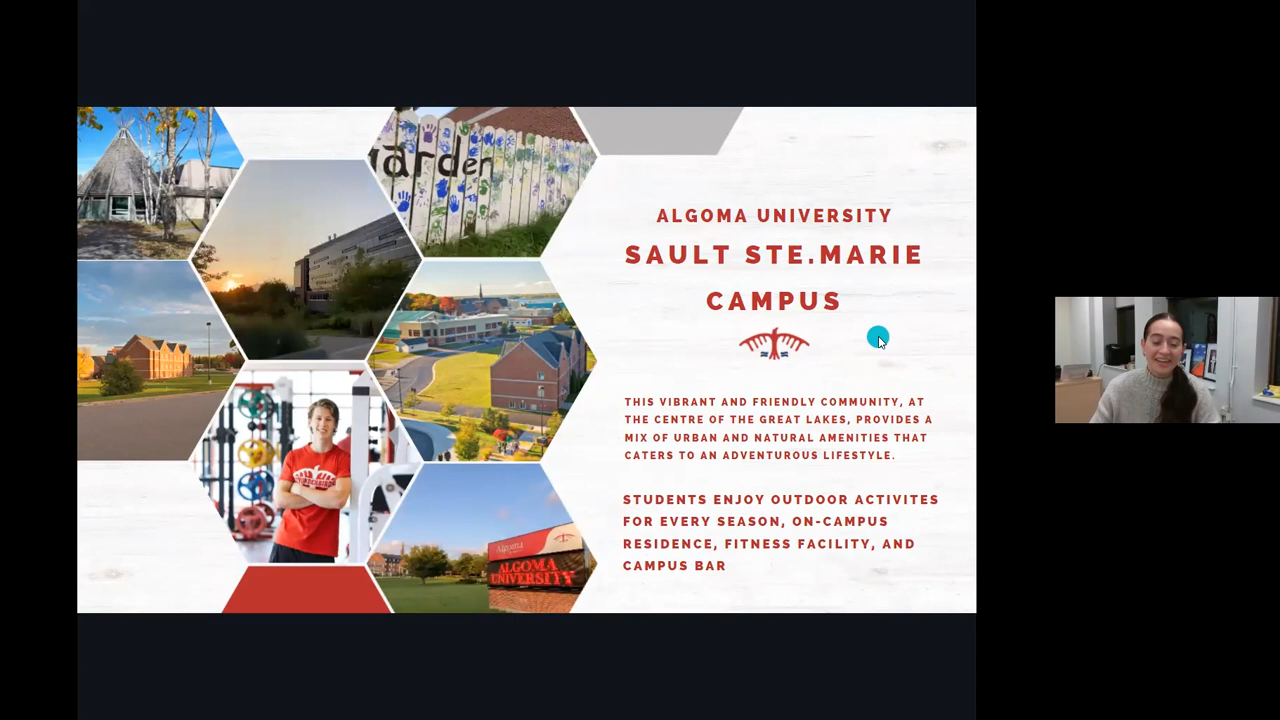 garden
ALGOMA UNIVERSITY
SAULT STE.MARIE
CAMPUS
THIS VIBRANT AND FRIENDLY COMMUNITY, AT
THE CENTRE OF THE GREAT LAKES, PROVIDES A
MIX OF URBAN AND NATURAL AMENITIES THAT
CATERS TO AN ADVENTUROUS LIFESTYLE.
STUDENTS ENJOY OUTDOOR ACTIVITES
FOR EVERY SEASON, ON-CAMPUS
RESIDENCE, FITNESS FACILITY, AND
CAMPUS BAR
Algoma
ALGOMA
UNIVERSITY